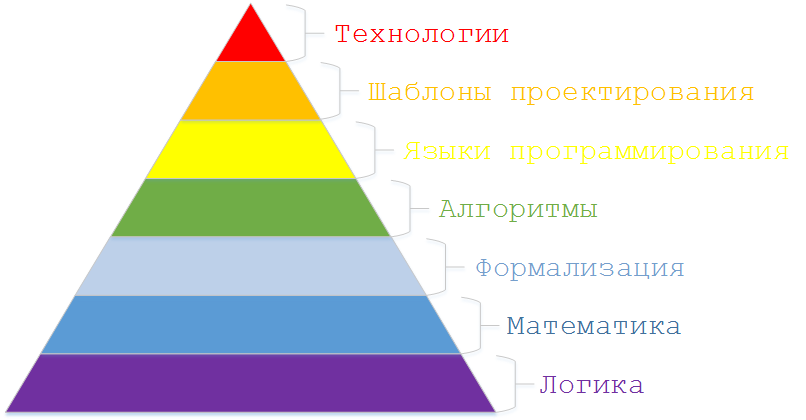 Технологии
Шаблоны проектирования
Языки программирования
Алгоритмы
Формализация
Математика
Логика